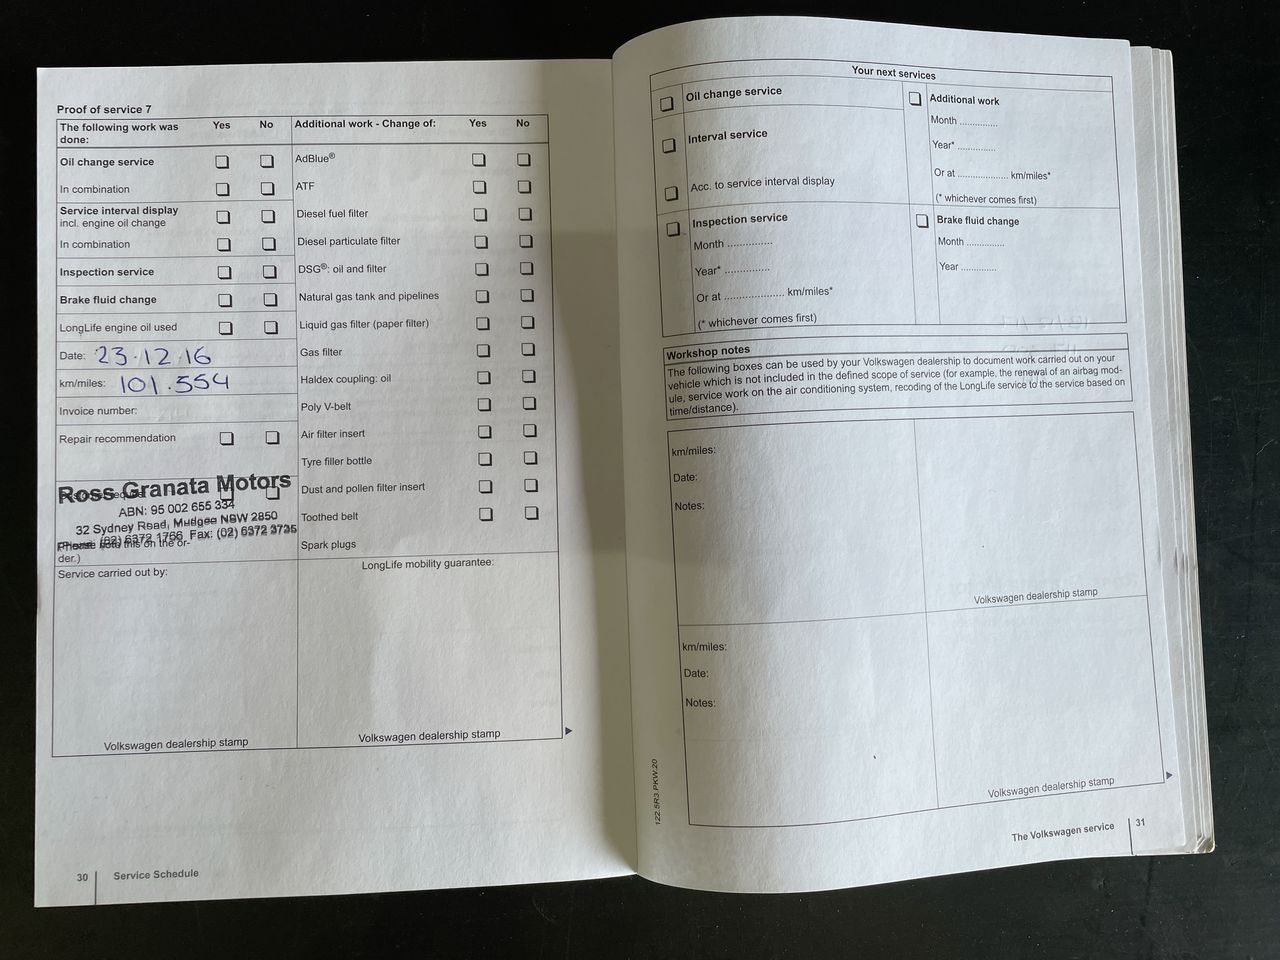 Proof of service 7
The following work was done: Yes No
Oil change service
In combination
Service interval display
incl. engine oil change
In combination
Inspection service
Brake fluid change
LongLife engine oil used
Date: 23.12.16
km/miles: 101.554
Invoice number:
Repair recommendation
Ross Granata Motors
ABN: 95 002 655 334
32 Sydney Road, Mudgee NSW 2850
(02) 6372 1766, Fax: (02) 6372 3735
this on the or-
der.)
Service carried out by:
Volkswagen dealership stamp
Additional work - Change of: Yes No
AdBlue®
ATF
Diesel fuel filter
Diesel particulate filter
DSG®: oil and filter
Natural gas tank and pipelines
Liquid gas filter (paper filter)
Gas filter
Haldex coupling: oil
Poly V-belt
Air filter insert
Tyre filler bottle
Dust and pollen filter insert
Toothed belt
Spark plugs
LongLife mobility guarantee:
Volkswagen dealership stamp
30 Service Schedule
Your next services
Oil change service
Interval service
Acc. to service interval display
Inspection service
Month ...............
Year* ...............
Or at .................... km/miles*
(* whichever comes first)
Additional work
Month ...............
Year* ...............
Or at .................... km/miles*
(* whichever comes first)
Brake fluid change
Month ...............
Year ...............
Workshop notes
The following boxes can be used by your Volkswagen dealership to document work carried out on your
vehicle which is not included in the defined scope of service (for example, the renewal of an airbag mod-
ule, service work on the air conditioning system, recoding of the LongLife service to the service based on
time/distance).
km/miles:
Date:
Notes:
Volkswagen dealership stamp
km/miles:
Date:
Notes:
Volkswagen dealership stamp
122.5R3.PKW.20
The Volkswagen service 31